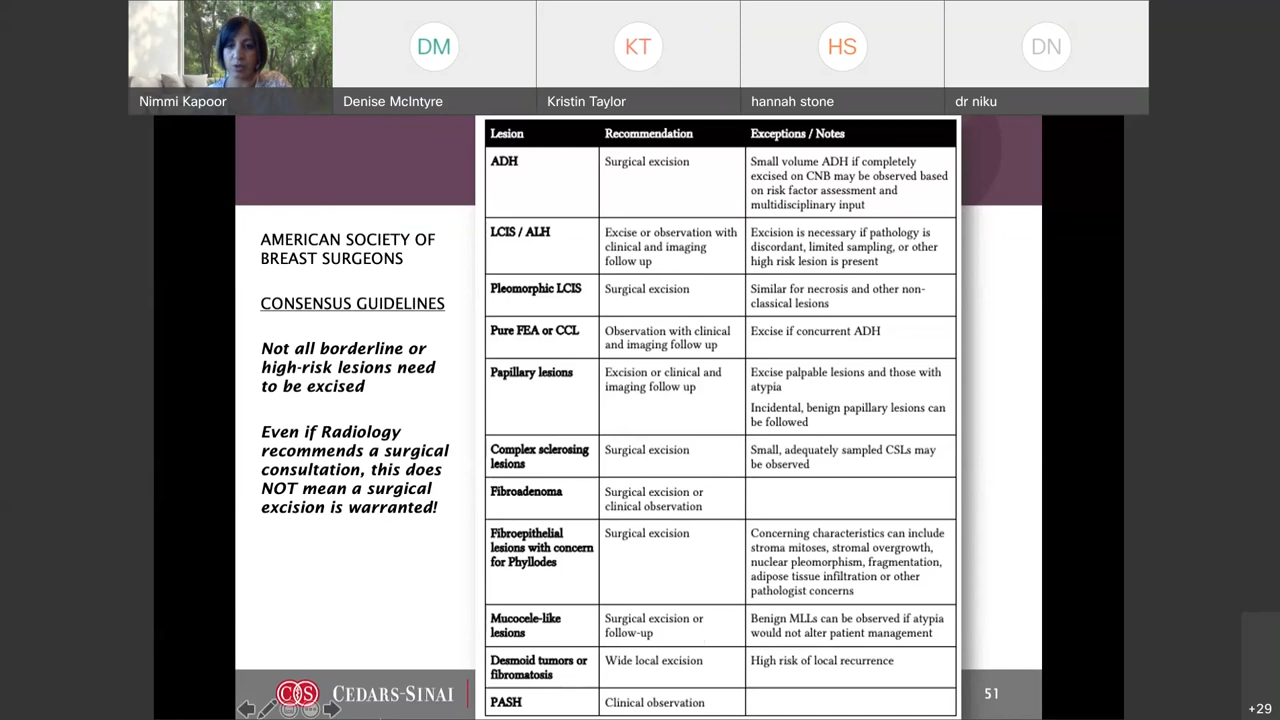 DM
KT
HS
DN
Nimmi Kapoor
Denise McIntyre
Kristin Taylor
hannah stone
dr niku
AMERICAN SOCIETY OF
BREAST SURGEONS
CONSENSUS GUIDELINES
Not all borderline or
high-risk lesions need
to be excised
Even if Radiology
recommends a surgical
consultation, this does
NOT mean a surgical
excision is warranted!
Lesion
Recommendation
Exceptions / Notes
ADH
Surgical excision
Small volume ADH if completely
excised on CNB may be observed based
on risk factor assessment and
multidisciplinary input
LCIS / ALH
Excise or observation with
clinical and imaging
follow up
Excision is necessary if pathology is
discordant, limited sampling, or other
high risk lesion is present
Pleomorphic LCIS
Surgical excision
Similar for necrosis and other non-
classical lesions
Pure FEA or CCL
Observation with clinical
and imaging follow up
Excise if concurrent ADH
Papillary lesions
Excision or clinical and
imaging follow up
Excise palpable lesions and those with
atypia
Incidental, benign papillary lesions can
be followed
Complex sclerosing
lesions
Surgical excision
Small, adequately sampled CSLs may
be observed
Fibroadenoma
Surgical excision or
clinical observation
Fibroepithelial
lesions with concern
for Phyllodes
Surgical excision
Concerning characteristics can include
stroma mitoses, stromal overgrowth,
nuclear pleomorphism, fragmentation,
adipose tissue infiltration or other
pathologist concerns
Mucocele-like
lesions
Surgical excision or
follow-up
Benign MLLs can be observed if atypia
would not alter patient management
Desmoid tumors or
fibromatosis
Wide local excision
High risk of local recurrence
PASH
Clinical observation
CEDARS-SINAI
51
+29